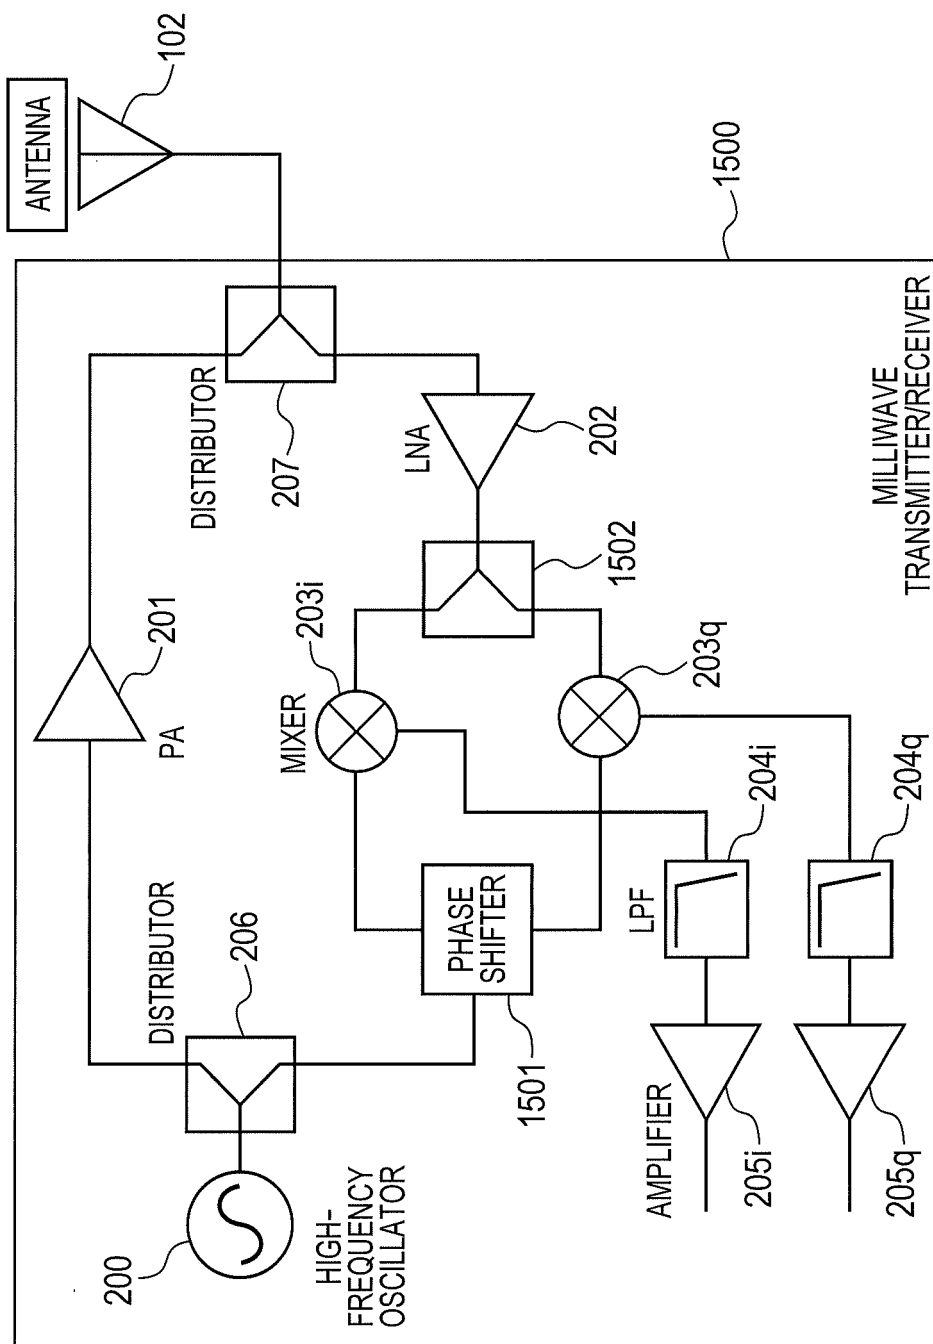 ANTENNA
102
1500
DISTRIBUTOR
207
PA
201
LNA
202
1502
MIXER
203i
203q
DISTRIBUTOR
206
PHASE
SHIFTER
1501
200
HIGH-
FREQUENCY
OSCILLATOR
LPF
204i
204q
AMPLIFIER
205i
205q
MILLIWAVE
TRANSMITTER/RECEIVER